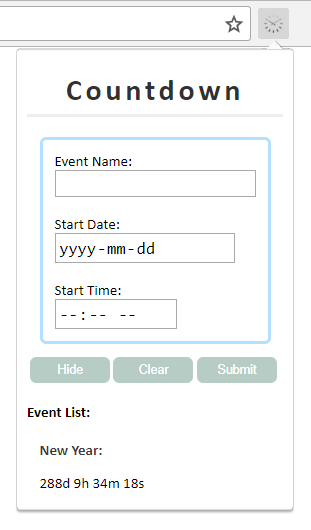 Countdown
Event Name:
Start Date:
yyyy-mm-dd
Start Time:
--:-- --
Hide Clear Submit
Event List:
New Year:
288d 9h 34m 18s